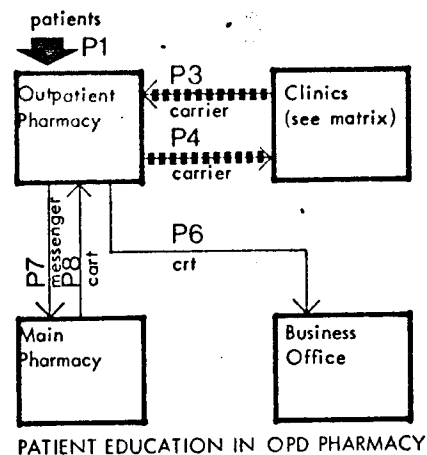 patients
P1
Outpatient
Pharmacy
P3
carrier
P4
carrier
Clinics
(see matrix)
P7
messenger
P8
cart
P6
crt
Main
Pharmacy
Business
Office
PATIENT EDUCATION IN OPD PHARMACY